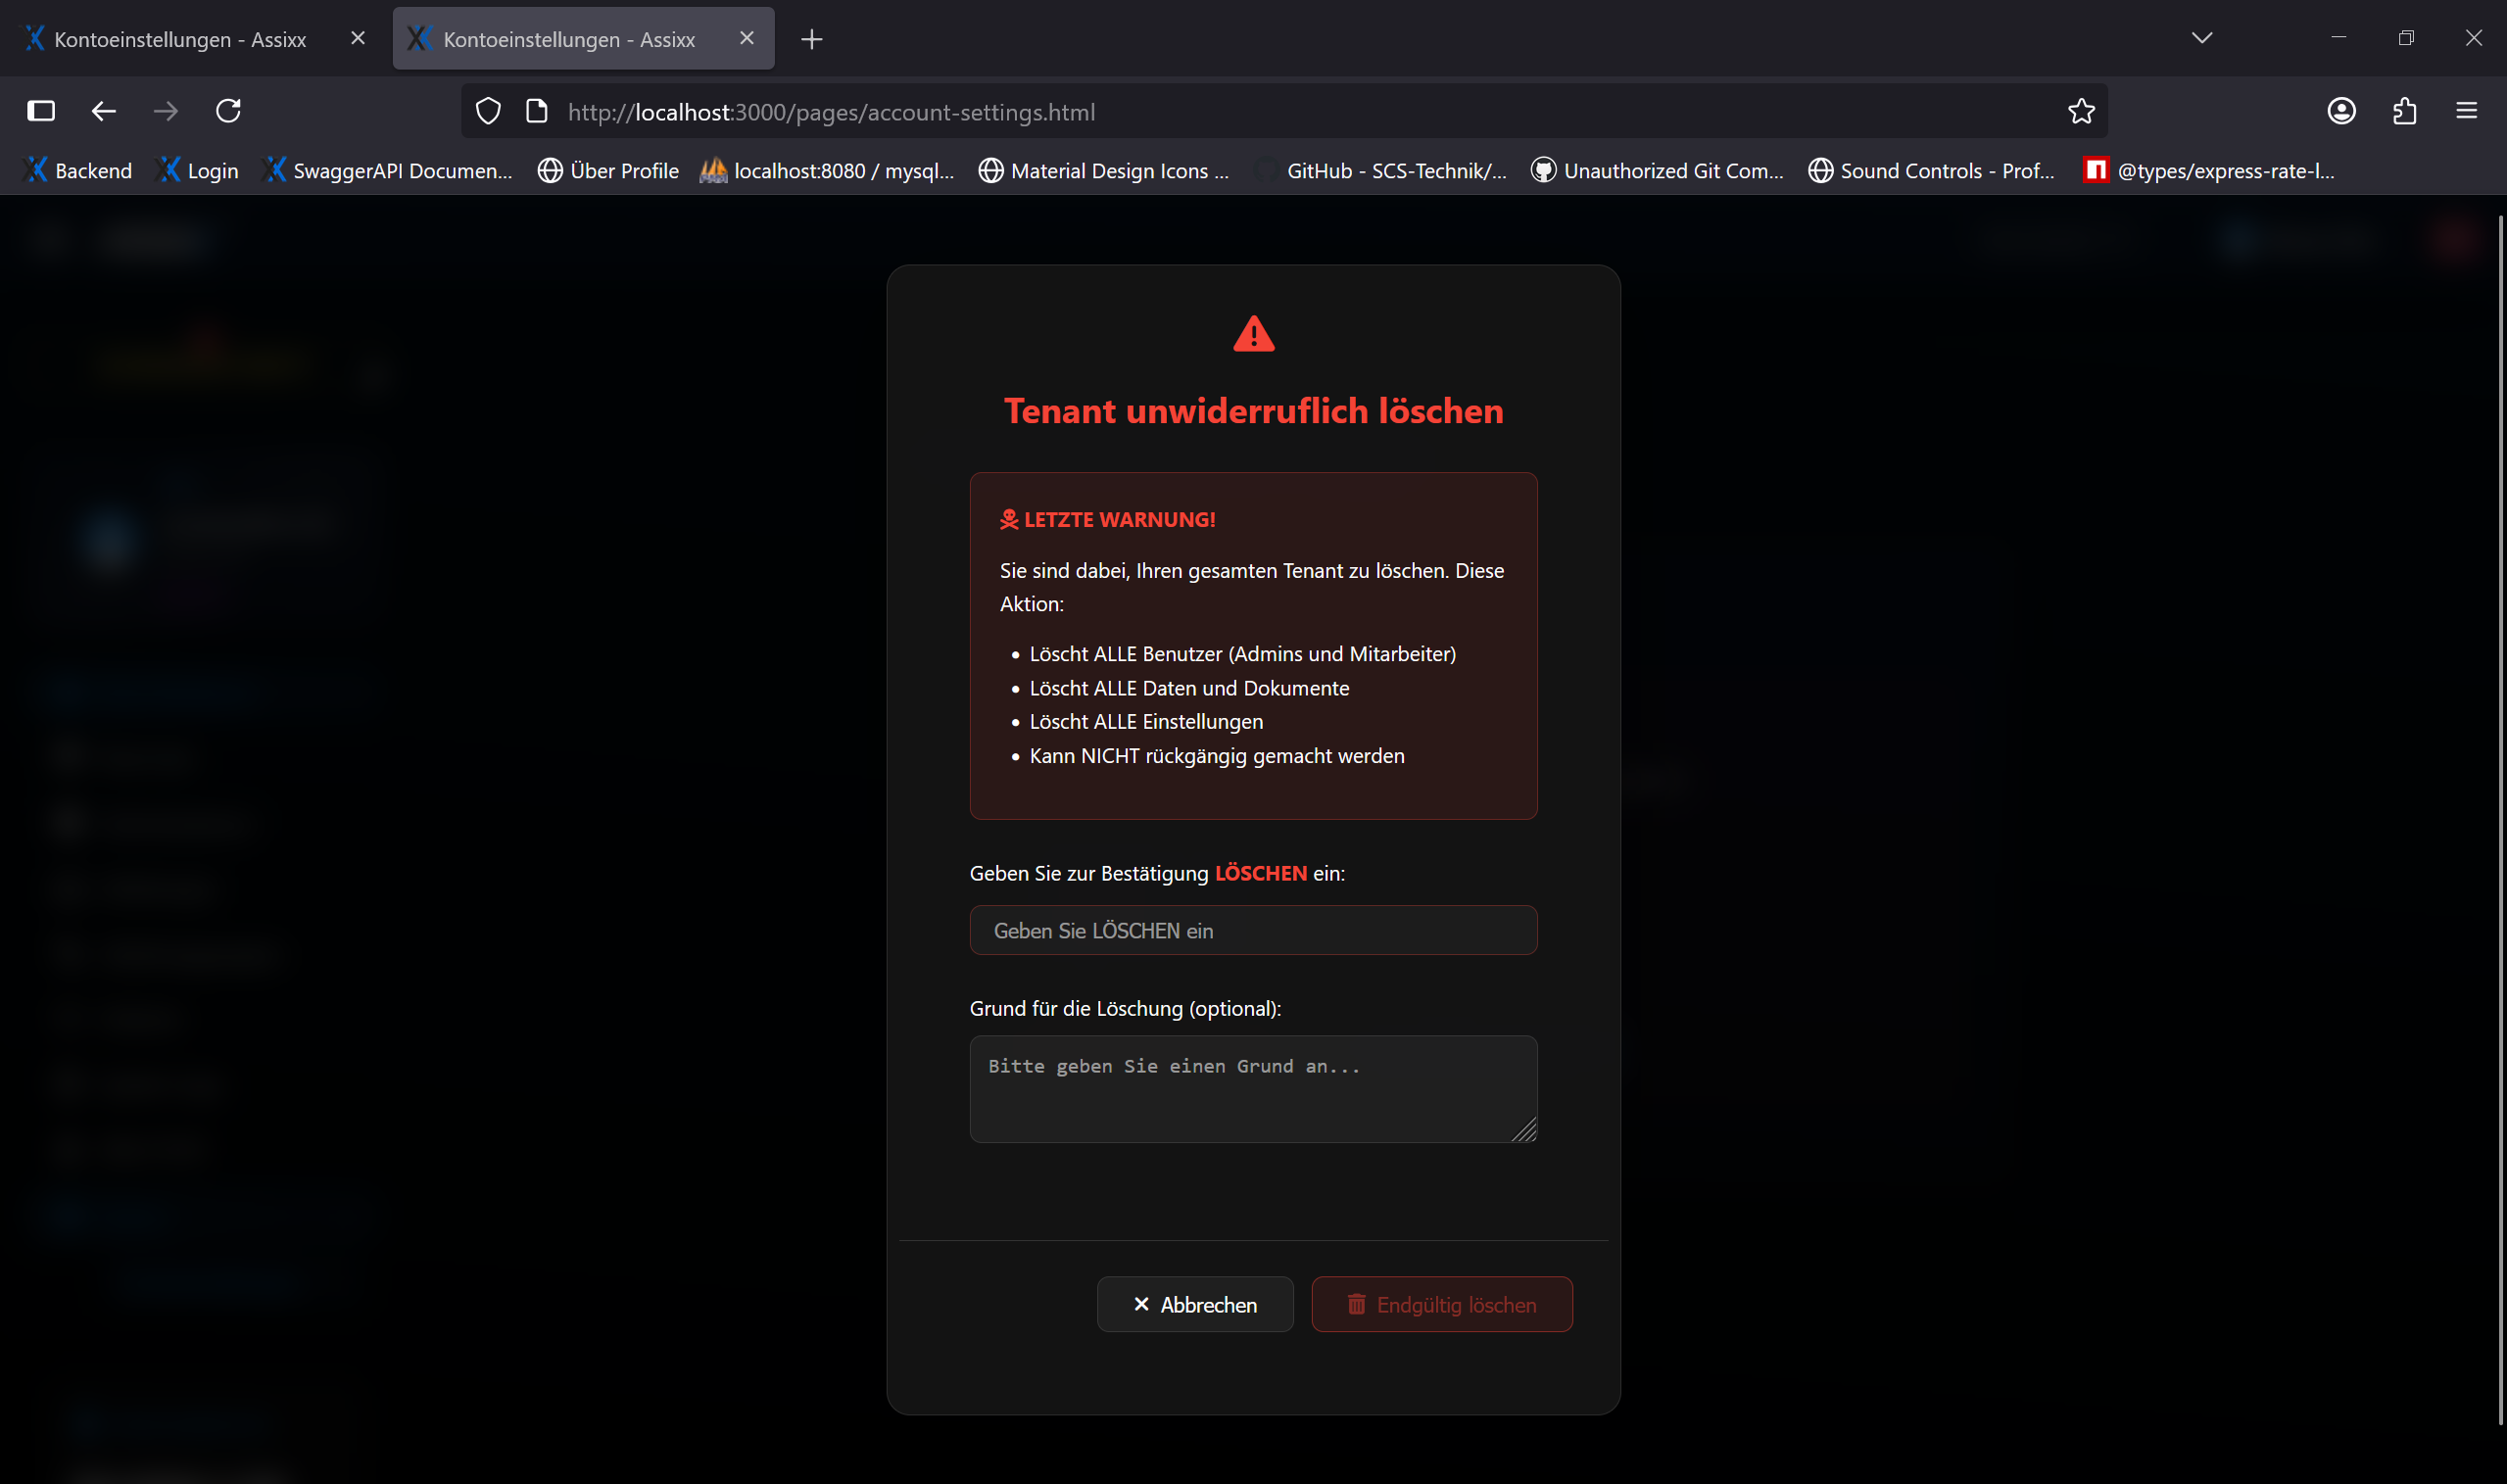 Kontoeinstellungen - Assixx
Kontoeinstellungen - Assixx
http://localhost:3000/pages/account-settings.html
Backend
Login
SwaggerAPI Documen...
Über Profile
localhost:8080 / mysql...
Material Design Icons ...
GitHub - SCS-Technik/...
Unauthorized Git Com...
Sound Controls - Prof...
@types/express-rate-l...
Tenant unwiderruflich löschen
LETZTE WARNUNG!
Sie sind dabei, Ihren gesamten Tenant zu löschen. Diese
Aktion:
• Löscht ALLE Benutzer (Admins und Mitarbeiter)
• Löscht ALLE Daten und Dokumente
• Löscht ALLE Einstellungen
• Kann NICHT rückgängig gemacht werden
Geben Sie zur Bestätigung LÖSCHEN ein:
Geben Sie LÖSCHEN ein
Grund für die Löschung (optional):
Bitte geben Sie einen Grund an...
Abbrechen
Endgültig löschen